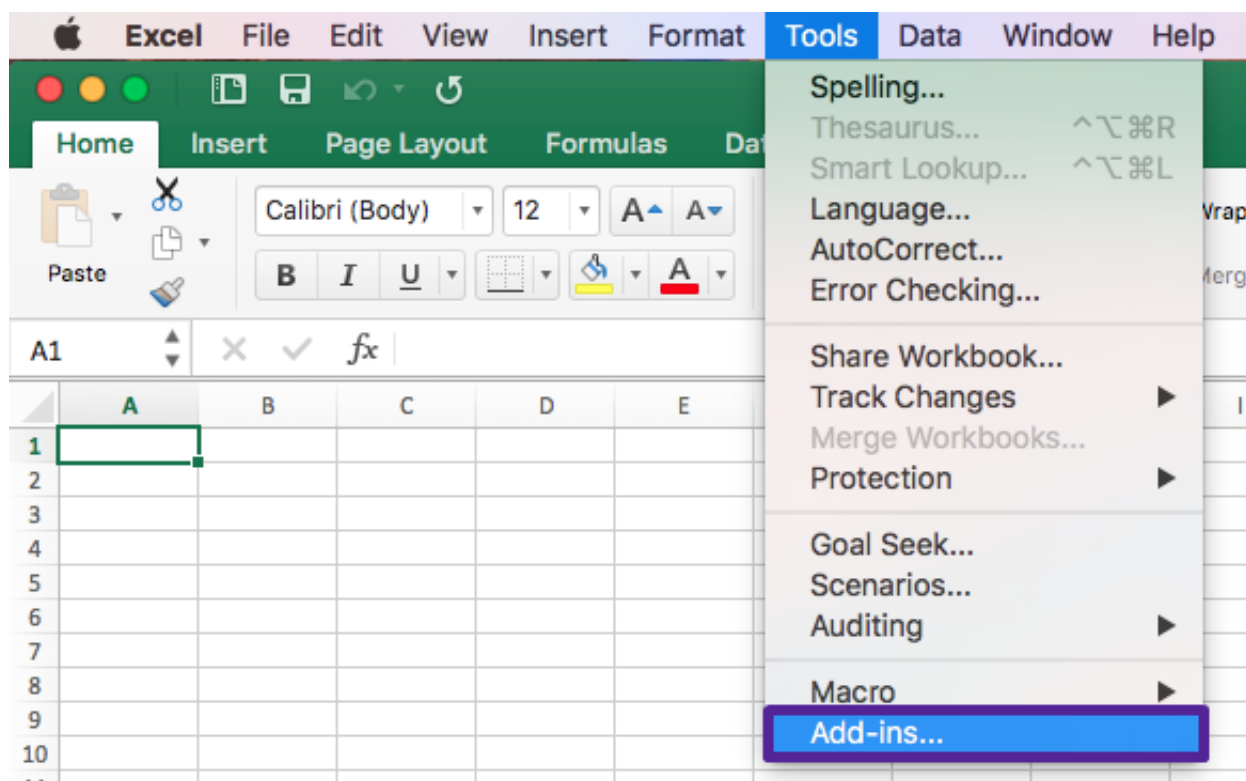 Excel File Edit View Insert Format Tools Data Window Help
Home Insert Page Layout Formulas
Spelling...
Thesaurus... ^⌥⌘R
Smart Lookup... ^⌥⌘L
Language...
AutoCorrect...
Error Checking...
Share Workbook...
Track Changes
Merge Workbooks...
Protection
Goal Seek...
Scenarios...
Auditing
Macro
Add-ins...
Paste
Calibri (Body) 12 A A
B I U A
A1 fx
A B C D E
1
2
3
4
5
6
7
8
9
10